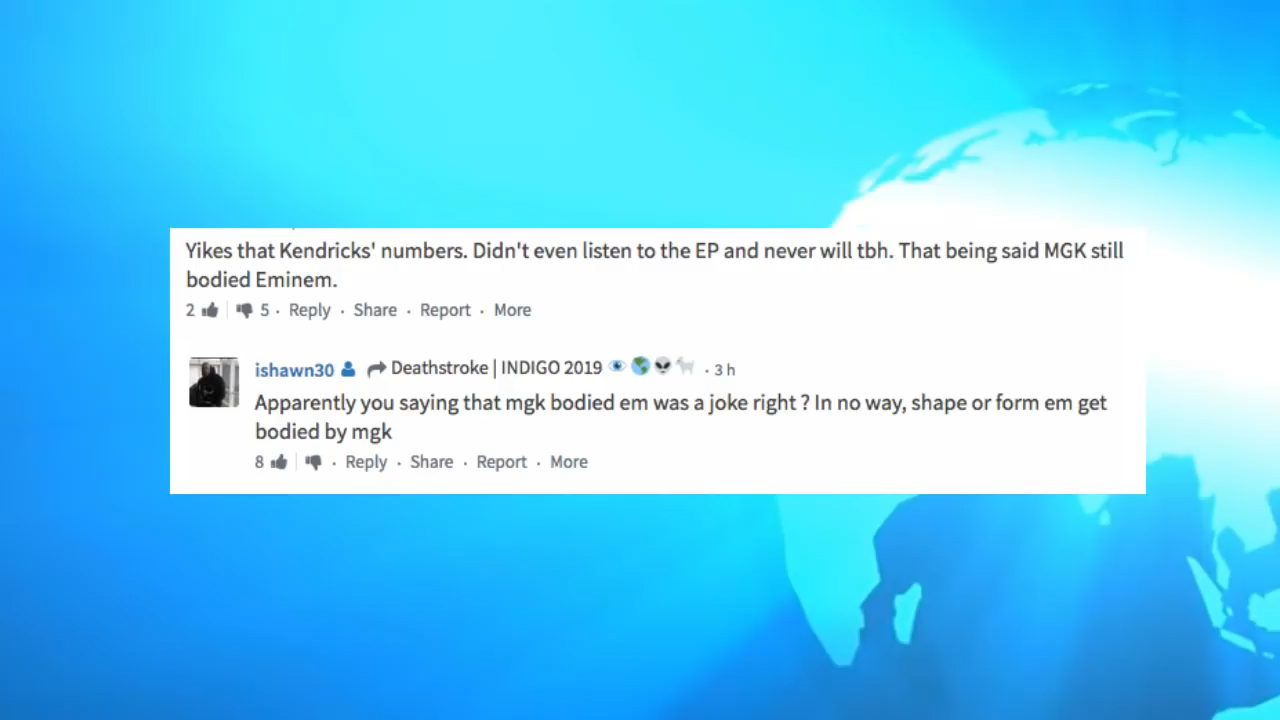 Yikes that Kendricks' numbers. Didn't even listen to the EP and never will tbh. That being said MGK still
bodied Eminem.
2 5 · Reply · Share · Report · More
ishawn30 Deathstroke | INDIGO 2019 👁️🌎👽🐐 · 3 h
Apparently you saying that mgk bodied em was a joke right ? In no way, shape or form em get
bodied by mgk
8 · Reply · Share · Report · More